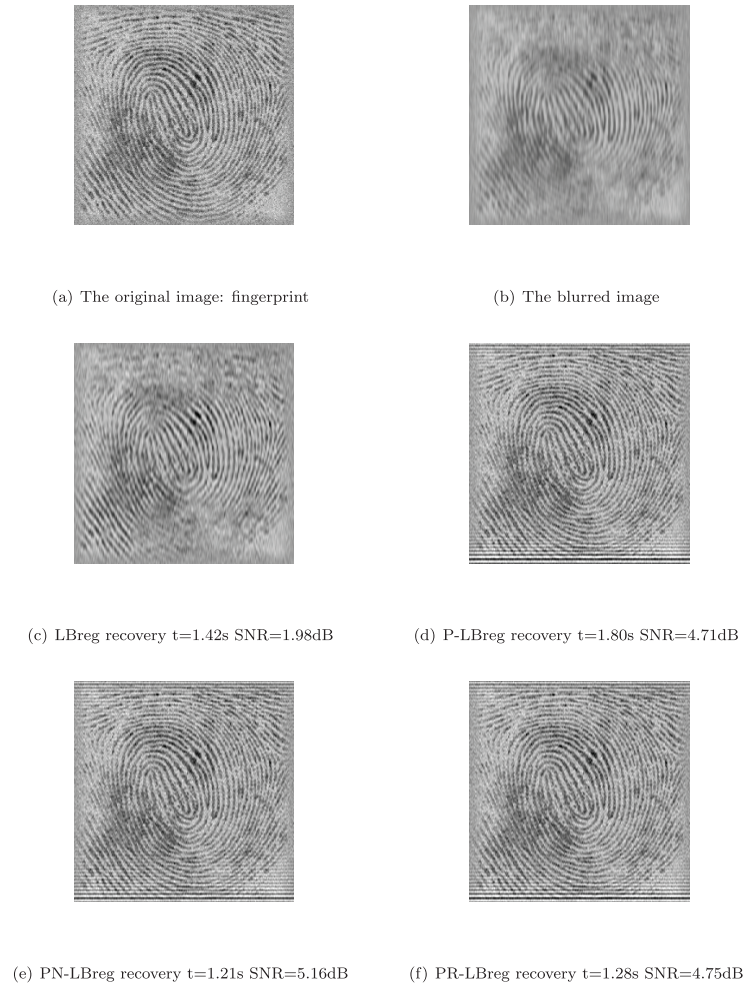 (a) The original image: fingerprint
(b) The blurred image
(c) LBreg recovery t=1.42s SNR=1.98dB
(d) P-LBreg recovery t=1.80s SNR=4.71dB
(e) PN-LBreg recovery t=1.21s SNR=5.16dB
(f) PR-LBreg recovery t=1.28s SNR=4.75dB